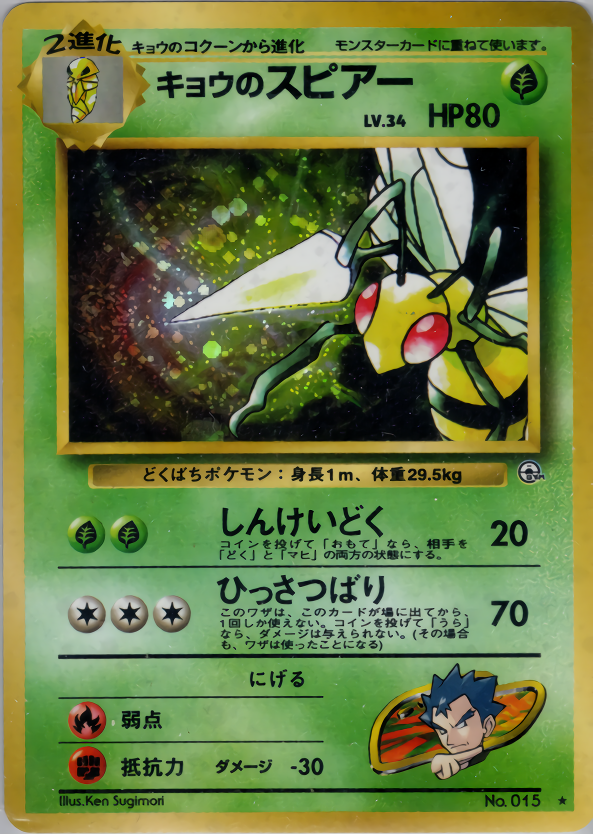 2進化 キョウのコクーンから進化 モンスターカードに重ねて使います。
キョウのスピアー
LV.34 HP80
どくばちポケモン：身長1m、体重29.5kg
GYM
しんけいどく 20
コインを投げて「おもて」なら、相手を
「どく」と「マヒ」の両方の状態にする。
ひっさつばり 70
このワザは、このカードが場に出てから、
1回しか使えない。コインを投げて「うら」
なら、ダメージは与えられない。(その場合
も、ワザは使ったことになる)
にげる
弱点
抵抗力 ダメージ -30
Illus.Ken Sugimori No. 015 ★